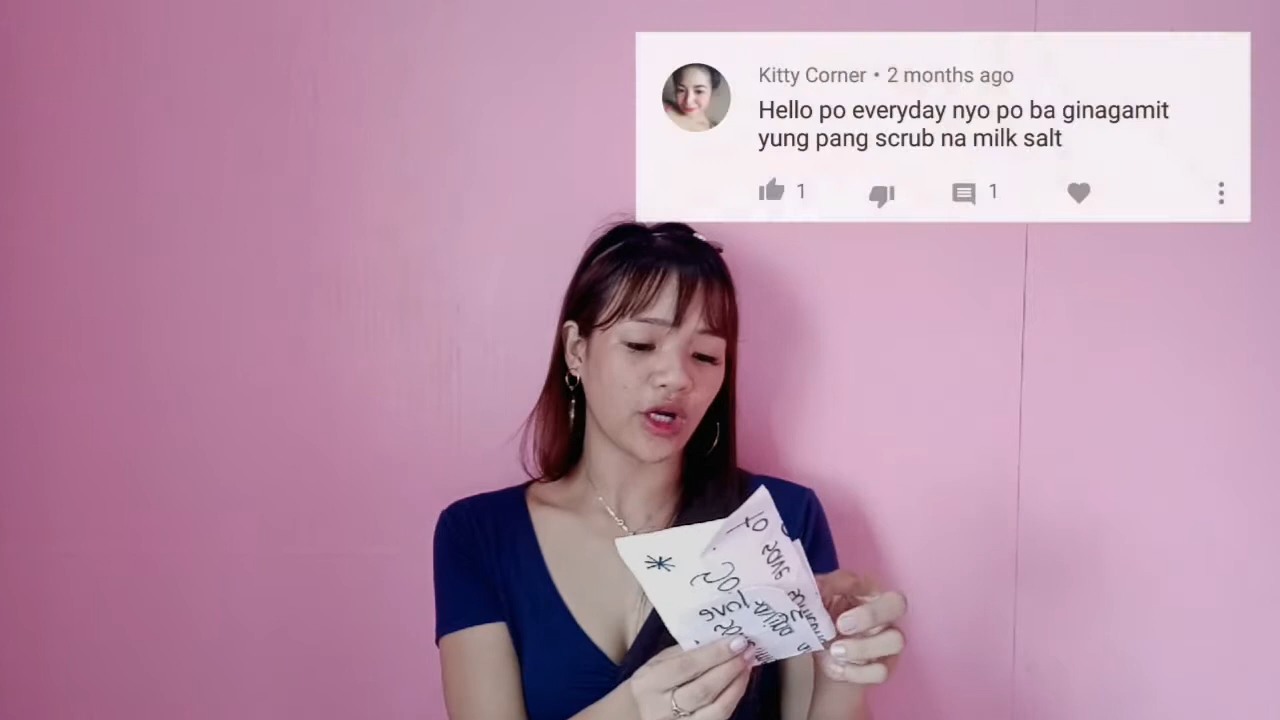 Kitty Corner • 2 months ago
Hello po everyday nyo po ba ginagamit
yung pang scrub na milk salt
1
1